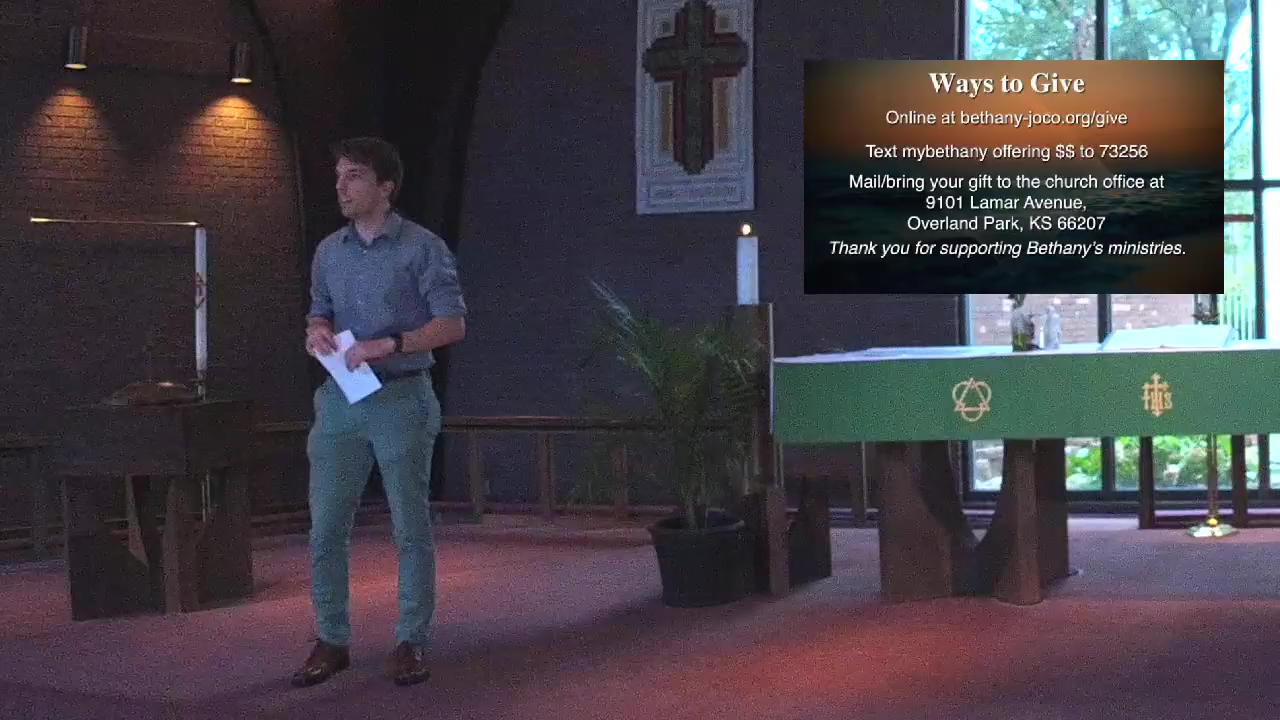 Ways to Give
Online at bethany-joco.org/give
Text mybethany offering $$ to 73256
Mail/bring your gift to the church office at
9101 Lamar Avenue,
Overland Park, KS 66207
Thank you for supporting Bethany's ministries.
IHS